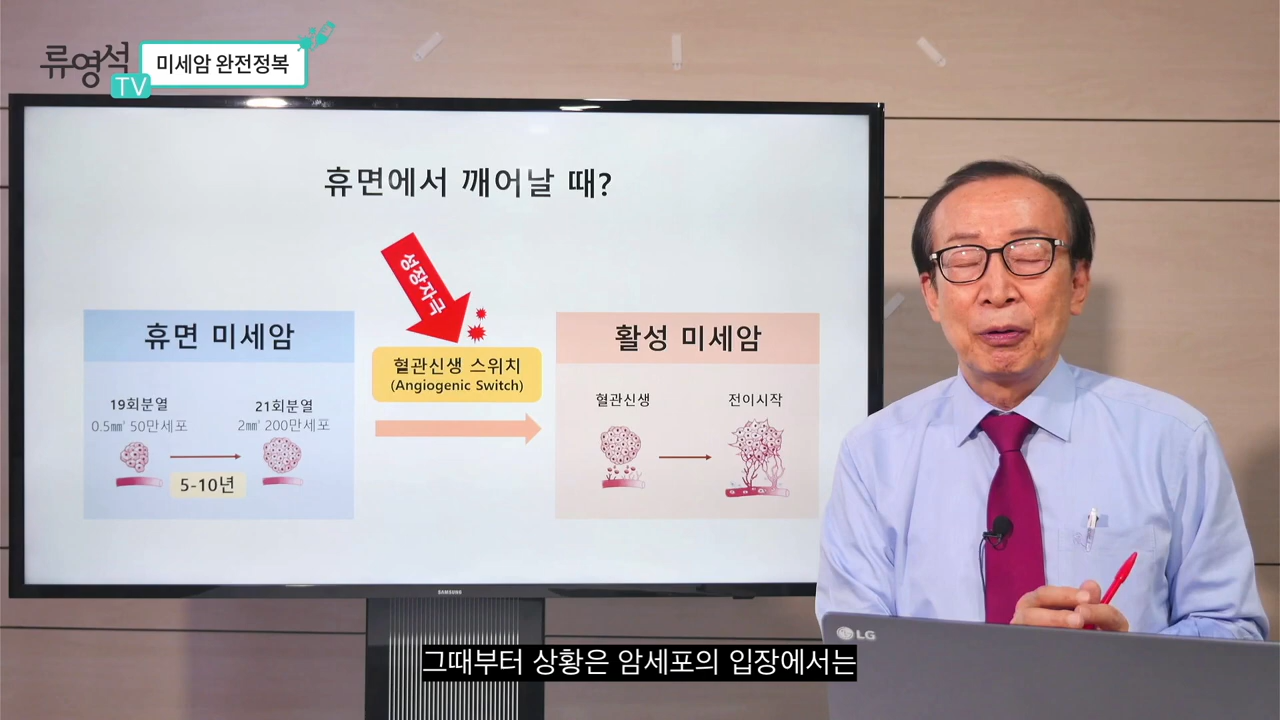 류영석
TV
미세암 완전정복
휴면에서 깨어날 때?
성장자극
휴면 미세암
혈관신생 스위치
(Angiogenic Switch)
활성 미세암
19회분열
0.5㎟ 50만세포
21회분열
2㎟ 200만세포
5-10년
혈관신생
전이시작
SAMSUNG
LG
그때부터 상황은 암세포의 입장에서는